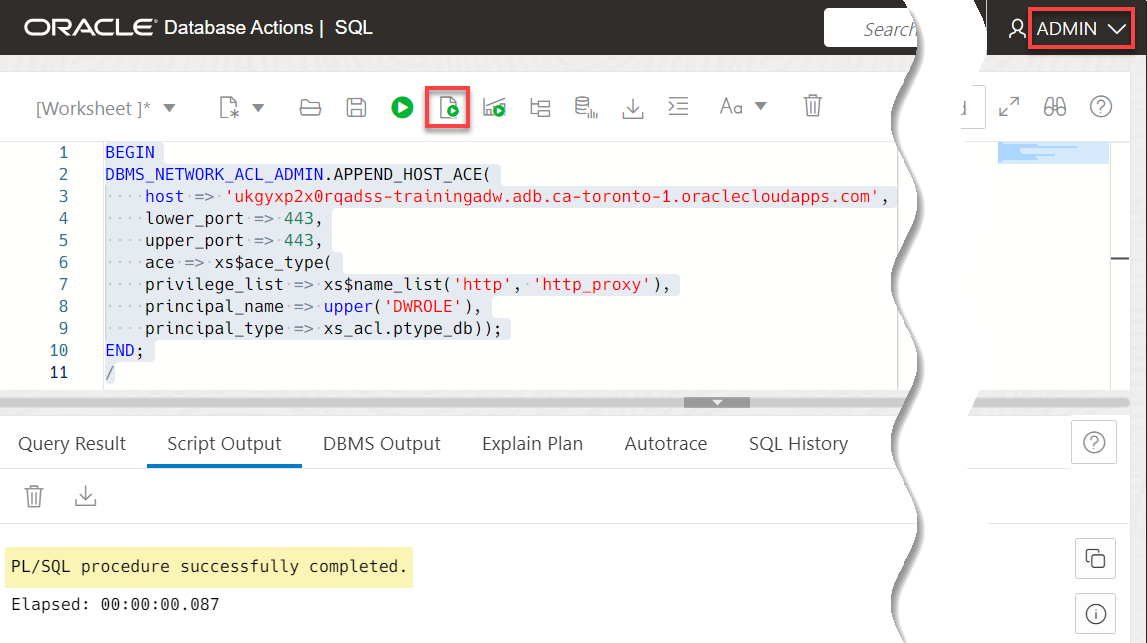 ORACLE Database Actions | SQL
Search
ADMIN
[Worksheet ]*
Aa
d
1 BEGIN
2 DBMS_NETWORK_ACL_ADMIN.APPEND_HOST_ACE(
3 host => 'ukgyxp2x0rqadss-trainingadw.adb.ca-toronto-1.oraclecloudapps.com',
4 lower_port => 443,
5 upper_port => 443,
6 ace => xs$ace_type(
7 privilege_list => xs$name_list('http', 'http_proxy'),
8 principal_name => upper('DWROLE'),
9 principal_type => xs_acl.ptype_db));
10 END;
11 /
Query Result Script Output DBMS Output Explain Plan Autotrace SQL History
PL/SQL procedure successfully completed.
Elapsed: 00:00:00.087